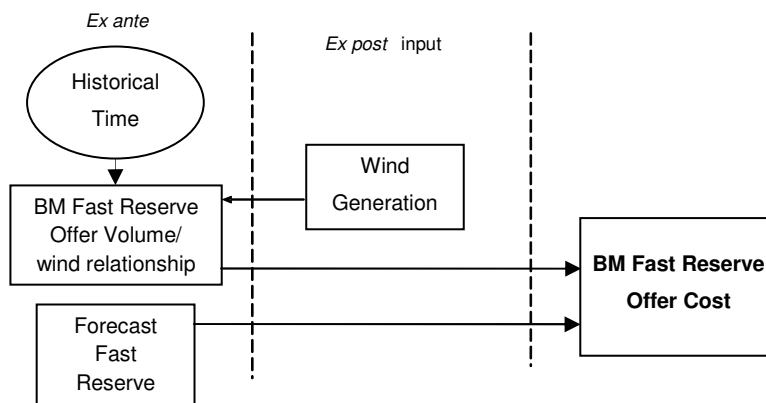 Ex ante
Ex post input
Historical
Time
Wind
Generation
BM Fast Reserve
Offer Volume/
wind relationship
BM Fast Reserve
Offer Cost
Forecast
Fast
Reserve